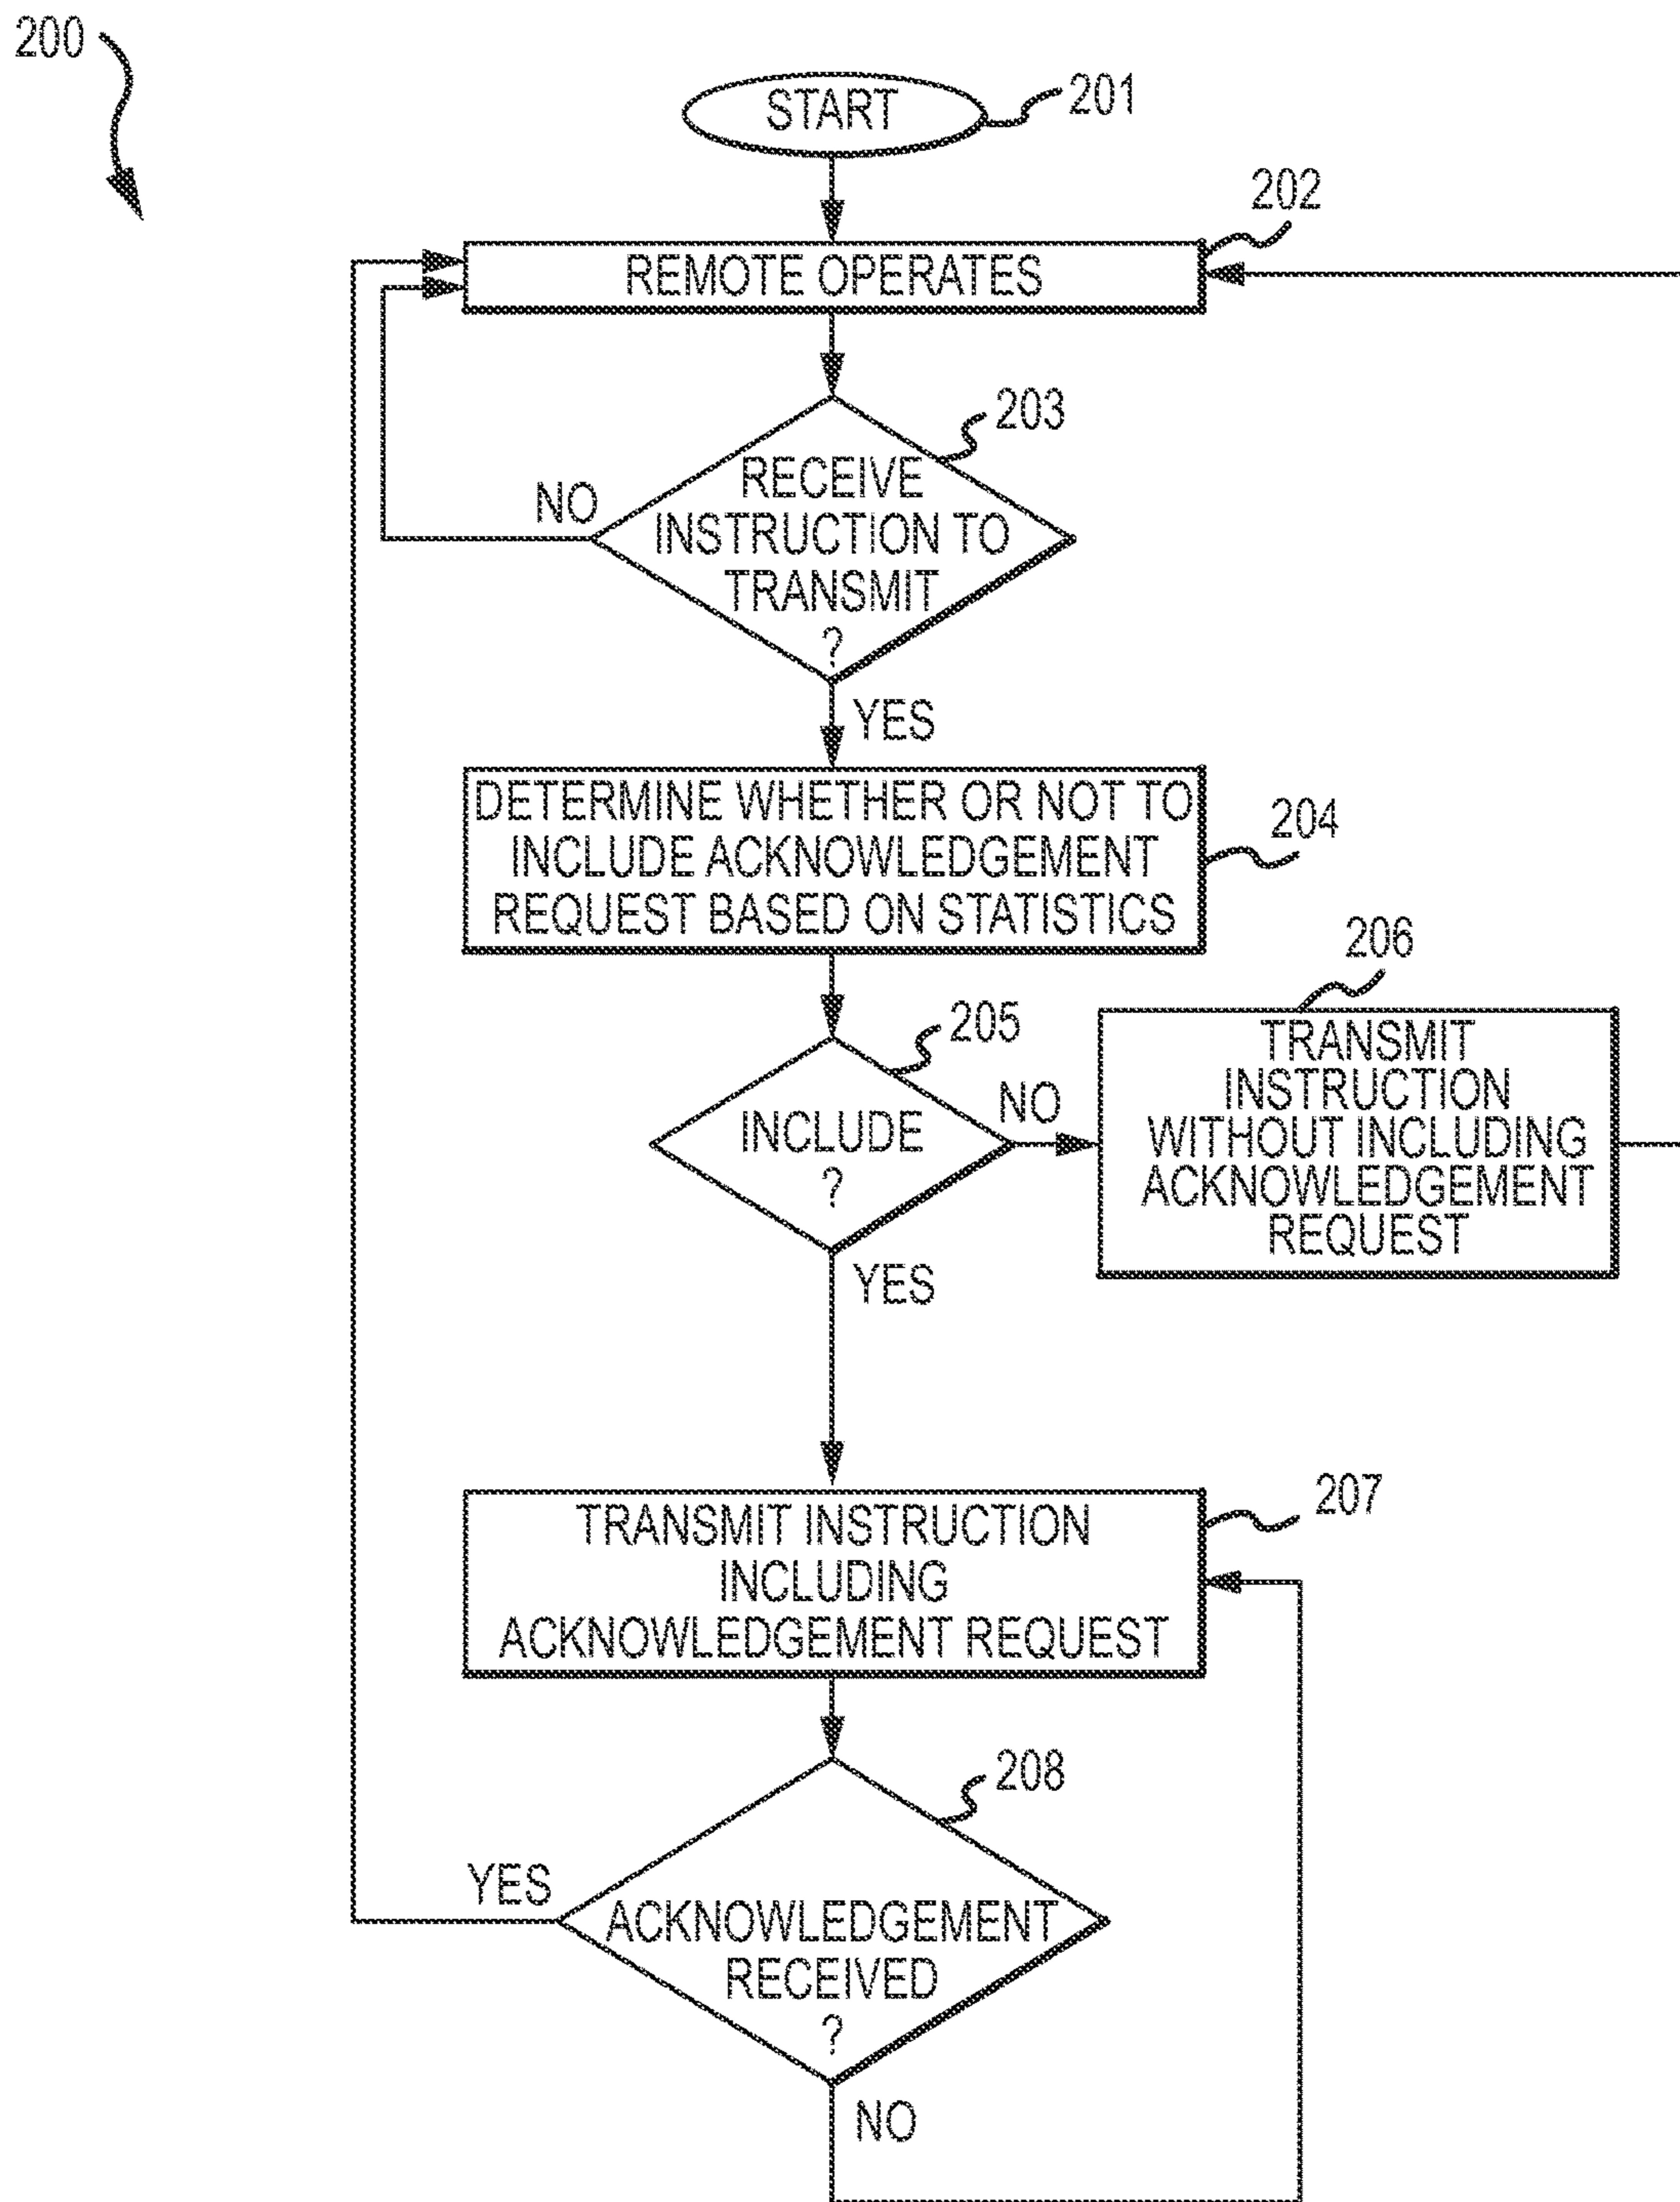 200
START
201
202
REMOTE OPERATES
203
RECEIVE
INSTRUCTION TO
TRANSMIT
?
NO
YES
DETERMINE WHETHER OR NOT TO
INCLUDE ACKNOWLEDGEMENT
REQUEST BASED ON STATISTICS
204
205
INCLUDE
?
NO
YES
206
TRANSMIT
INSTRUCTION
WITHOUT INCLUDING
ACKNOWLEDGEMENT
REQUEST
TRANSMIT INSTRUCTION
INCLUDING
ACKNOWLEDGEMENT REQUEST
207
208
YES
ACKNOWLEDGEMENT
RECEIVED
?
NO